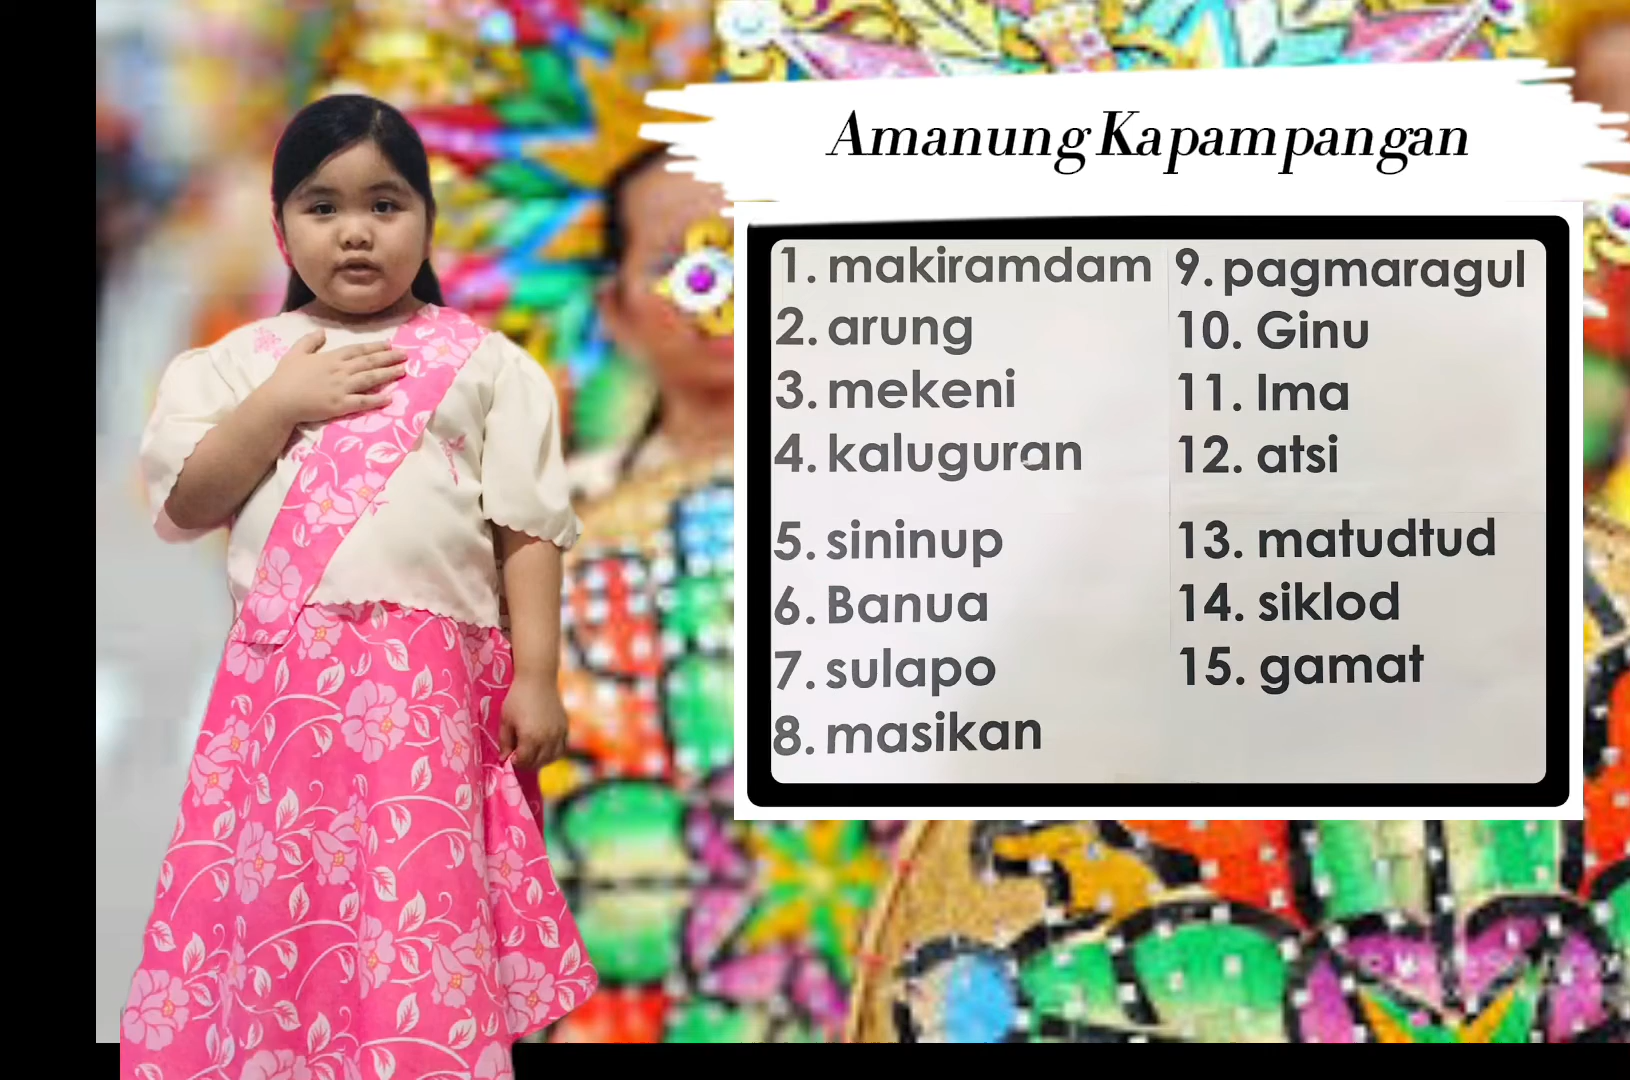 Amanung Kapampangan
1. makiramdam
2. arung
3. mekeni
4. kaluguran
5. sininup
6. Banua
7. sulapo
8. masikan
9. pagmaragul
10. Ginu
11. Ima
12. atsi
13. matudtud
14. siklod
15. gamat